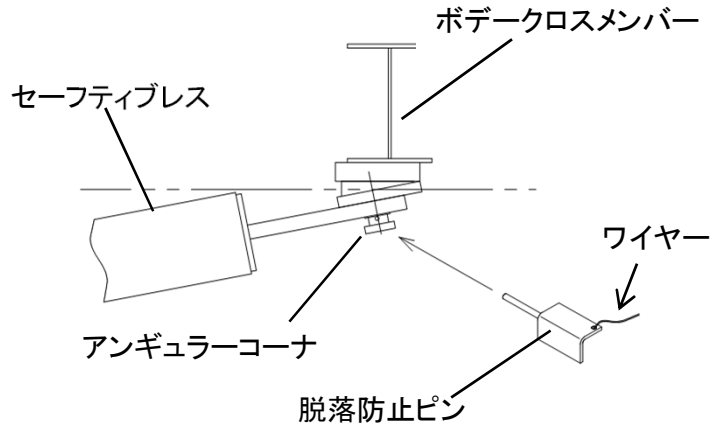 ボデークロスメンバー
セーフティブレス
ワイヤー
アンギュラーコーナ
脱落防止ピン